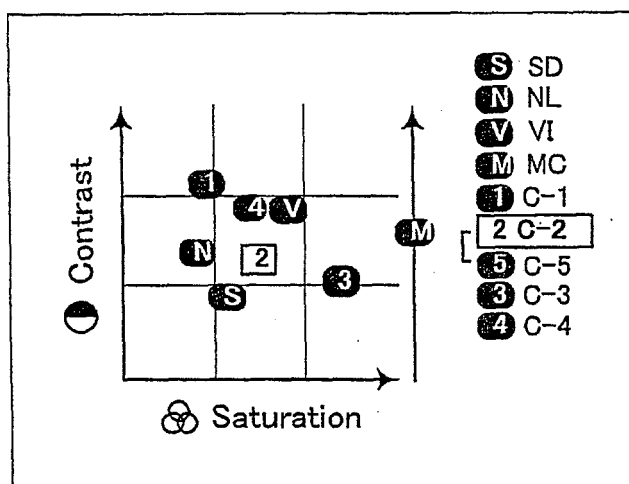 S SD
N NL
V VI
M MC
1 C-1
2 C-2
5 C-5
3 C-3
4 C-4
Contrast
1
4 V
M
N 2
3
S
Saturation